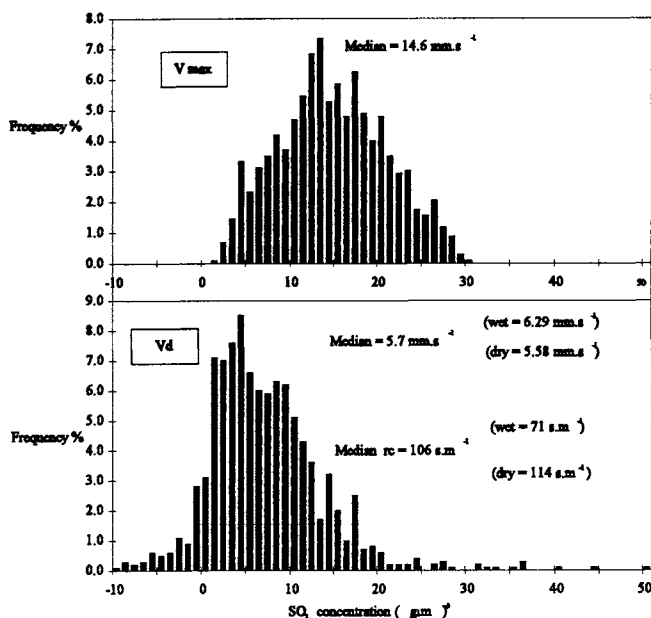 8.0
Median = 14.6 mm.s⁻¹
7.0
V max
6.0
5.0
Frequency %
4.0
3.0
2.0
1.0
0.0
-10 0 10 20 30 40 50
9.0
(wet = 6.29 mm.s⁻¹)
8.0
Vd
Median = 5.7 mm.s⁻¹
(dry = 5.58 mm.s⁻¹)
7.0
6.0
5.0
(wet = 71 s.m⁻¹)
Frequency %
Median rc = 106 s.m⁻¹
4.0
(dry = 114 s.m⁻¹)
3.0
2.0
1.0
0.0
-10 0 10 20 30 40 50
concentration (